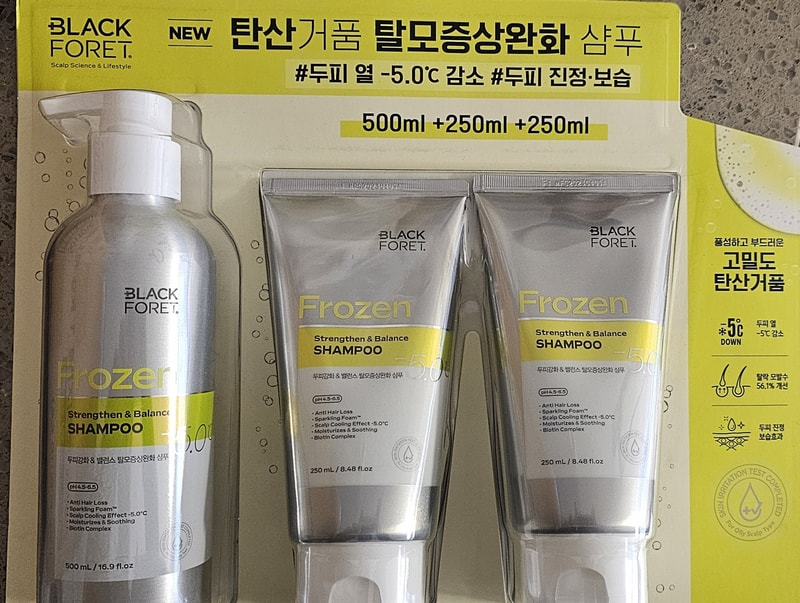 BLACK
FORET.
Scalp Science & Lifestyle
NEW 탄산거품 탈모증상완화 샴푸
#두피 열 -5.0℃ 감소 #두피 진정·보습
500ml +250ml +250ml
BLACK
FORET.
Frozen
Strengthen & Balance
SHAMPOO
-5.0℃
두피강화 & 밸런스 탈모증상완화 샴푸
pH 4.5-6.5
• Anti Hair Loss
• Sparkling Foam™
• Scalp Cooling Effect -5.0°C
• Moisturizes & Soothing
• Biotin Complex
500 mL / 16.9 fl.oz
BLACK
FORET.
Frozen
Strengthen & Balance
SHAMPOO
-5.0
두피강화 & 밸런스 탈모증상완화 샴푸
pH 4.5-6.5
• Anti Hair Loss
• Sparkling Foam™
• Scalp Cooling Effect -5.0°C
• Moisturizes & Soothing
• Biotin Complex
250 mL / 8.48 fl.oz
BLACK
FORET.
Frozen
Strengthen & Balance
SHAMPOO
-5.0
두피강화 & 밸런스 탈모증상완화 샴푸
pH 4.5-6.5
• Anti Hair Loss
• Sparkling Foam™
• Scalp Cooling Effect -5.0°C
• Moisturizes & Soothing
• Biotin Complex
250 mL / 8.48 fl.oz
풍성하고 부드러운
고밀도
탄산거품
-5℃
DOWN
두피 열
-5℃ 감소
탈락 모발수
56.1% 개선
두피 진정
보습효과
SKIN IRRITATION TEST COMPLETED
For Oily Scalp Type